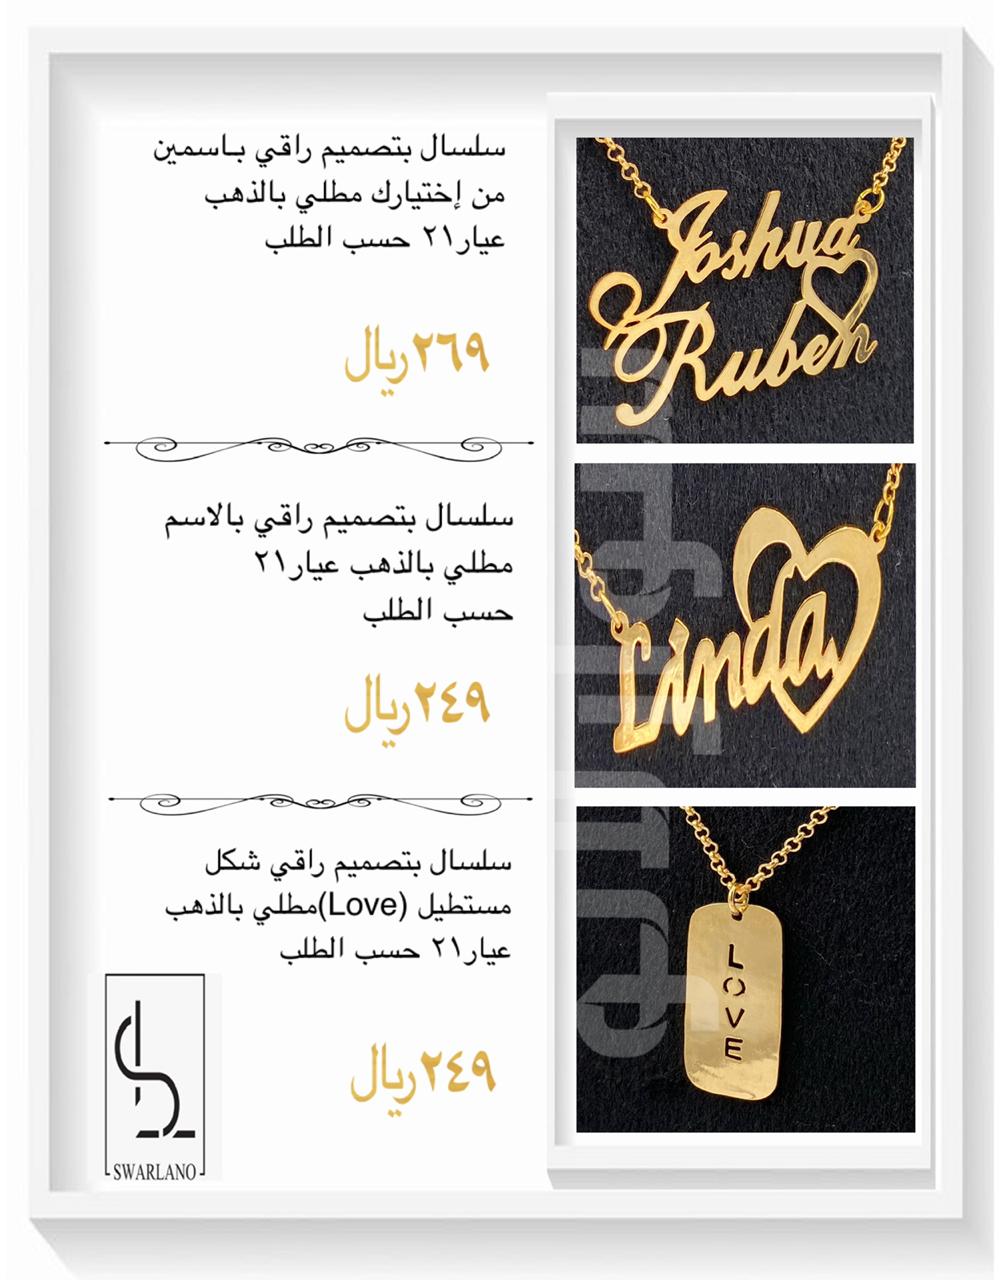 سلسال بتصميم راقي باسمين
من إختيارك مطلي بالذهب
عيار٢١ حسب الطلب
٢٦٩ريال
Joshua
Ruben
سلسال بتصميم راقي بالاسم
مطلي بالذهب عيار٢١
حسب الطلب
٢٤٩ريال
Linda
سلسال بتصميم راقي شكل
مستطيل (Love)مطلي بالذهب
عيار٢١ حسب الطلب
٢٤٩ريال
L
O
V
E
SWARLANO